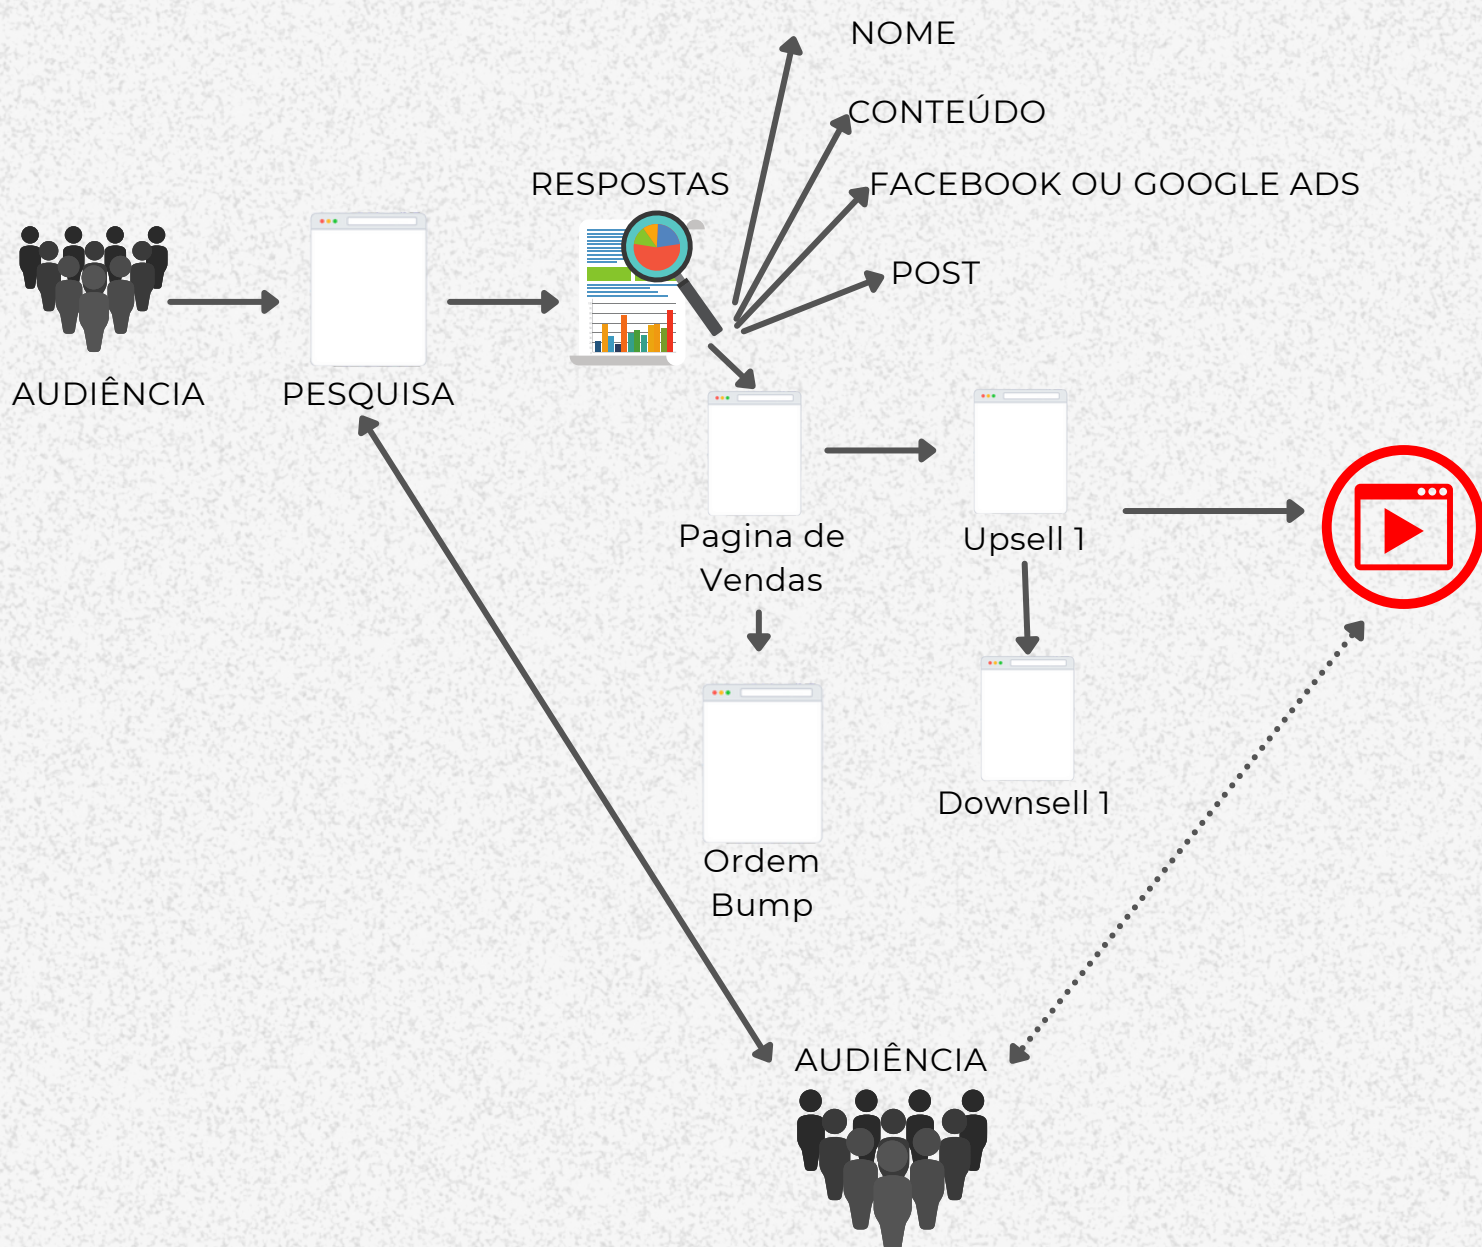 NOME
CONTEÚDO
RESPOSTAS
FACEBOOK OU GOOGLE ADS
POST
AUDIÊNCIA
PESQUISA
Pagina de
Vendas
Upsell 1
Downsell 1
Ordem
Bump
AUDIÊNCIA